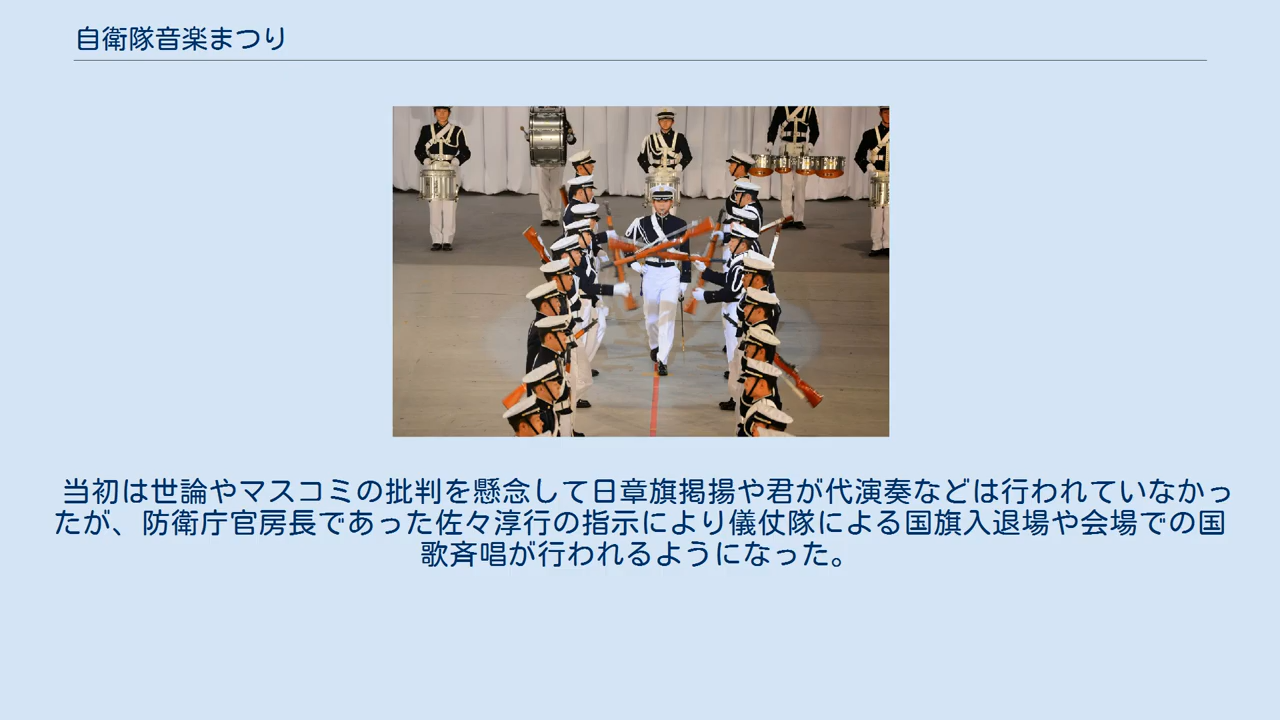 自衛隊音楽まつり
当初は世論やマスコミの批判を懸念して日章旗掲揚や君が代演奏などは行われていなかっ
たが、防衛庁官房長であった佐々淳行の指示により儀仗隊による国旗入退場や会場での国
歌斉唱が行われるようになった。